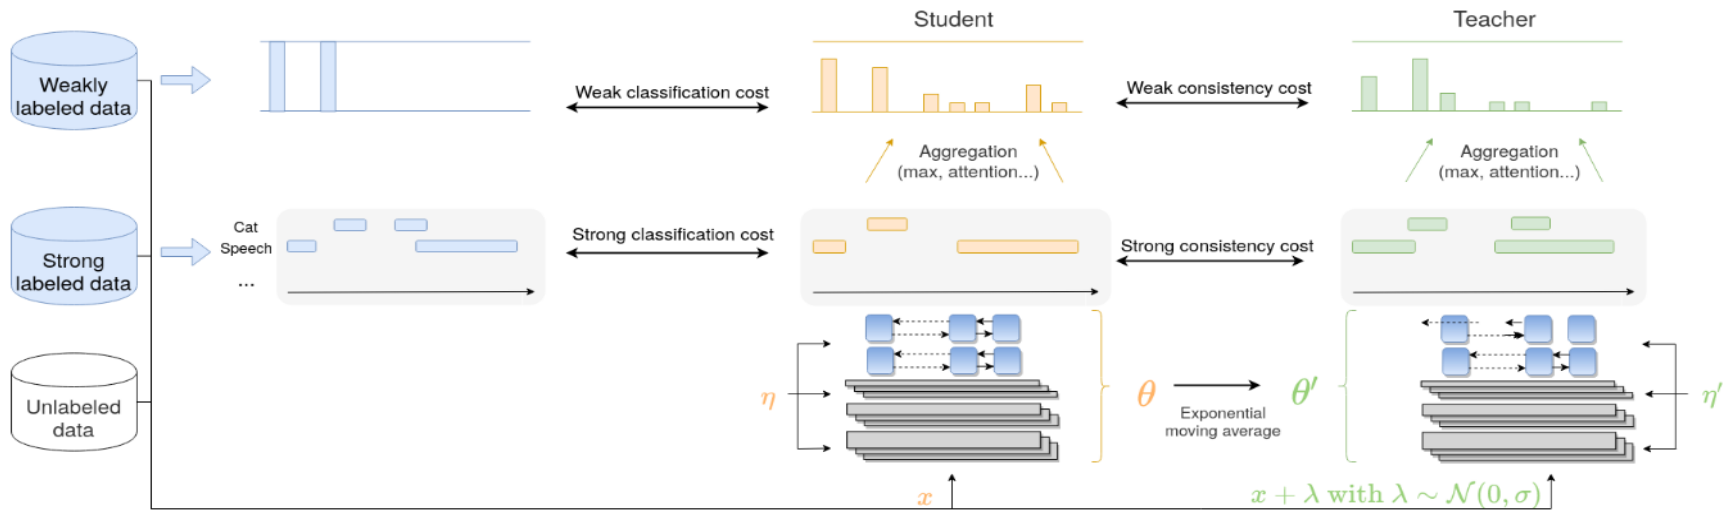 Student
Teacher
Weakly
labeled data
Weak classification cost
Weak consistency cost
Aggregation
(max, attention...)
Aggregation
(max, attention...)
Strong
labeled data
Cat
Speech
...
Strong classification cost
Strong consistency cost
Unlabeled
data
η
θ
Exponential
moving average
θ′
η′
x
x + λ with λ ∼ 𝒩(0, σ)